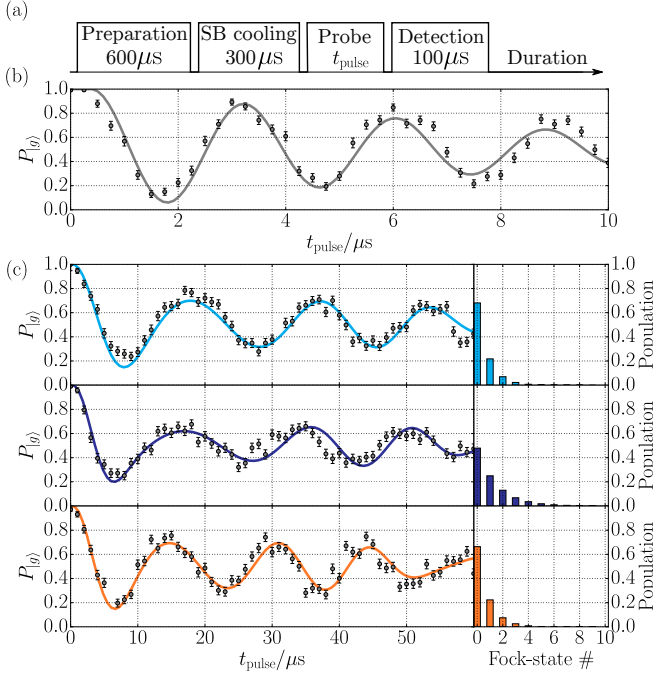 (a)
Preparation SB cooling Probe Detection
600μs 300μs t_pulse 100μs Duration
(b)
1.0
0.8
0.6
0.4
0.2
0.0
P|g⟩
0 2 4 6 8 10
t_pulse/μs
(c)
1.0 1.0
0.8 0.8
0.6 0.6
0.4 0.4
0.2 0.2
0.0 0.0
P|g⟩ Population
0.8 0.8
0.6 0.6
0.4 0.4
0.2 0.2
0.0 0.0
P|g⟩ Population
0.8 0.8
0.6 0.6
0.4 0.4
0.2 0.2
0.0 0.0
P|g⟩ Population
0 10 20 30 40 50 0 2 4 6 8 10
t_pulse/μs Fock-state #